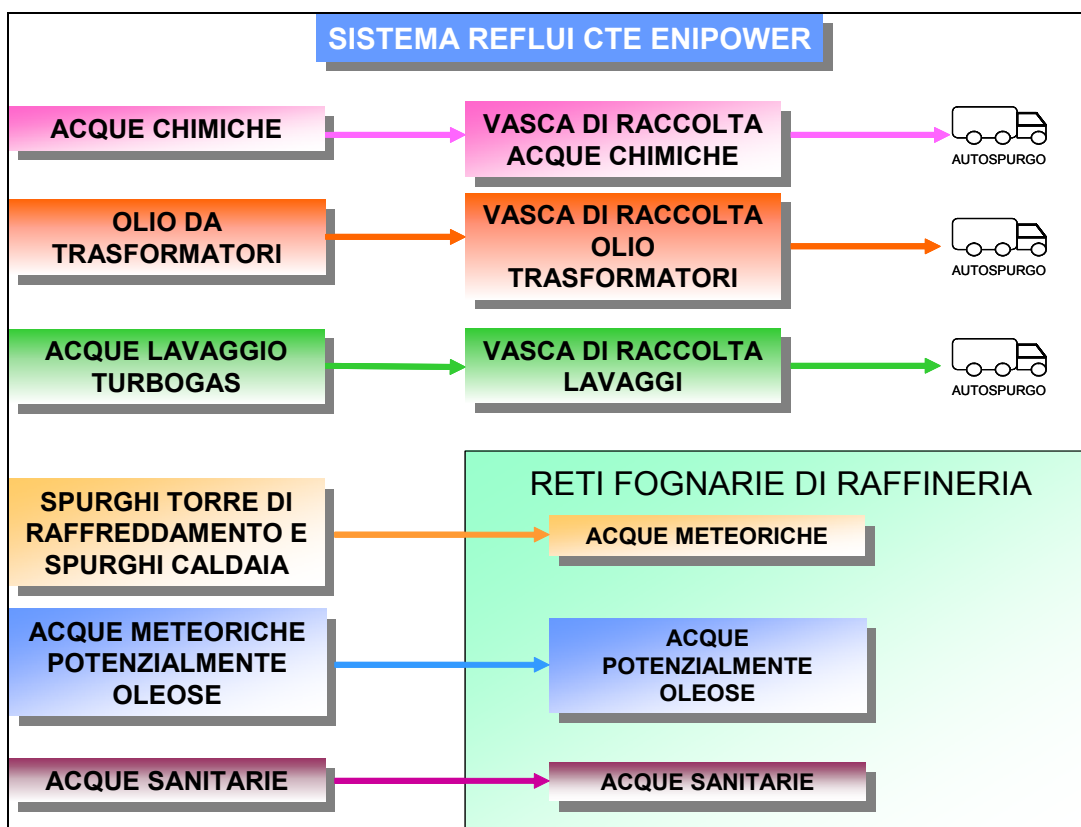 SISTEMA REFLUI CTE ENIPOWER
ACQUE CHIMICHE
VASCA DI RACCOLTA
ACQUE CHIMICHE
AUTOSPURGO
OLIO DA
TRASFORMATORI
VASCA DI RACCOLTA
OLIO
TRASFORMATORI
AUTOSPURGO
ACQUE LAVAGGIO
TURBOGAS
VASCA DI RACCOLTA
LAVAGGI
AUTOSPURGO
RETI FOGNARIE DI RAFFINERIA
SPURGHI TORRE DI
RAFFREDDAMENTO E
SPURGHI CALDAIA
ACQUE METEORICHE
ACQUE METEORICHE
POTENZIALMENTE
OLEOSE
ACQUE
POTENZIALMENTE
OLEOSE
ACQUE SANITARIE
ACQUE SANITARIE